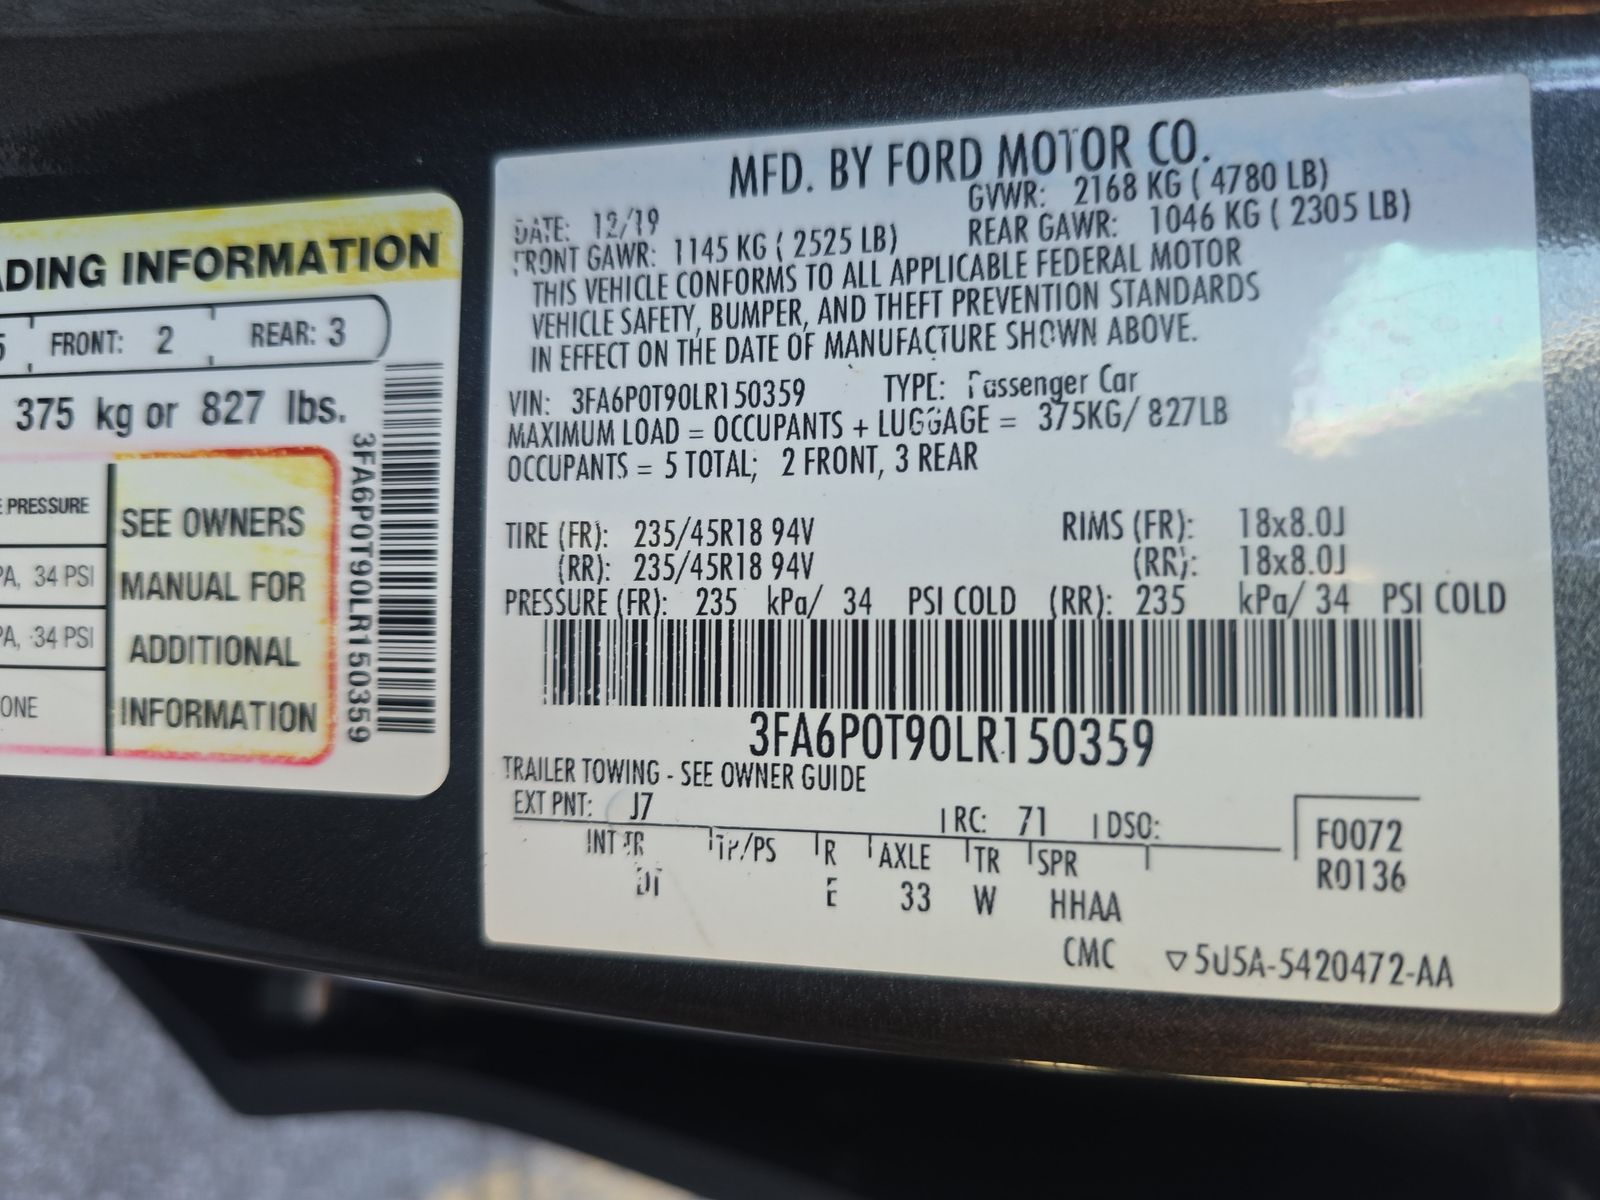 ADING INFORMATION
FRONT: 2 REAR: 3
375 kg or 827 lbs.
PRESSURE
34 PSI
34 PSI
SEE OWNERS
MANUAL FOR
ADDITIONAL
INFORMATION
3FA6P0T90LR150359
MFD. BY FORD MOTOR CO.
DATE: 12/19 GVWR: 2168 KG ( 4780 LB)
FRONT GAWR: 1145 KG ( 2525 LB) REAR GAWR: 1046 KG ( 2305 LB)
THIS VEHICLE CONFORMS TO ALL APPLICABLE FEDERAL MOTOR
VEHICLE SAFETY, BUMPER, AND THEFT PREVENTION STANDARDS
IN EFFECT ON THE DATE OF MANUFACTURE SHOWN ABOVE.
VIN: 3FA6P0T90LR150359 TYPE: Passenger Car
MAXIMUM LOAD = OCCUPANTS + LUGGAGE = 375KG/ 827LB
OCCUPANTS = 5 TOTAL; 2 FRONT, 3 REAR
TIRE (FR): 235/45R18 94V RIMS (FR): 18x8.0J
(RR): 235/45R18 94V (RR): 18x8.0J
PRESSURE (FR): 235 kPa/ 34 PSI COLD (RR): 235 kPa/ 34 PSI COLD
3FA6P0T90LR150359
TRAILER TOWING - SEE OWNER GUIDE
EXT PNT: J7 RC: 71 DSO:
INT TR TP/PS R AXLE TR SPR
E 33 W HHAA
F0072
R0136
CMC ▽5U5A-5420472-AA